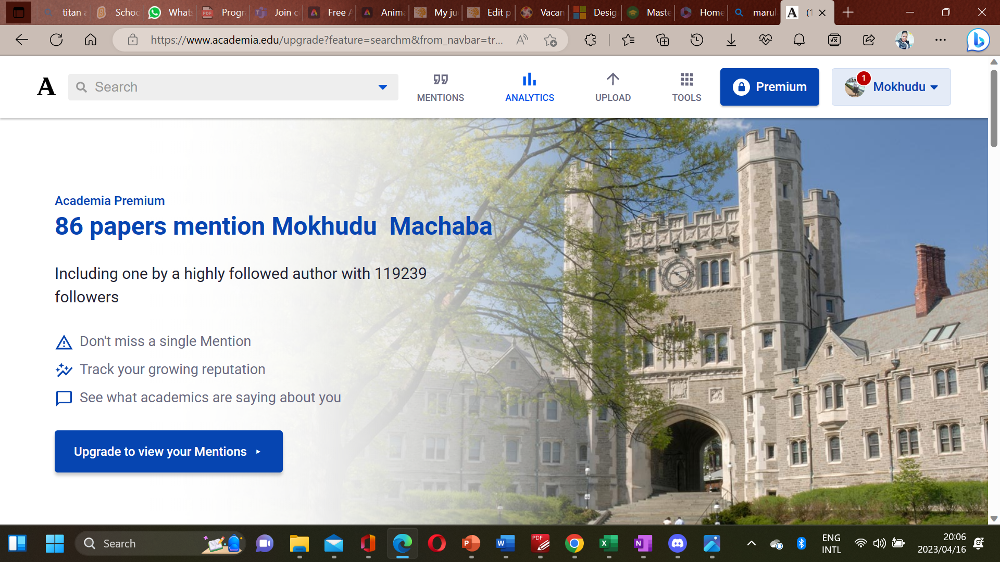 titan
Schoo
Whats
Progr
Join c
Free A
Anima
My ju
Edit p
Vacan
Desig
Maste
Home
marul
(1
https://www.academia.edu/upgrade?feature=searchm&from_navbar=tr...
A
Search
MENTIONS
ANALYTICS
UPLOAD
TOOLS
Premium
1
Mokhudu
Academia Premium
86 papers mention Mokhudu Machaba
Including one by a highly followed author with 119239
followers
Don't miss a single Mention
Track your growing reputation
See what academics are saying about you
Upgrade to view your Mentions
Search
ENG
INTL
20:06
2023/04/16